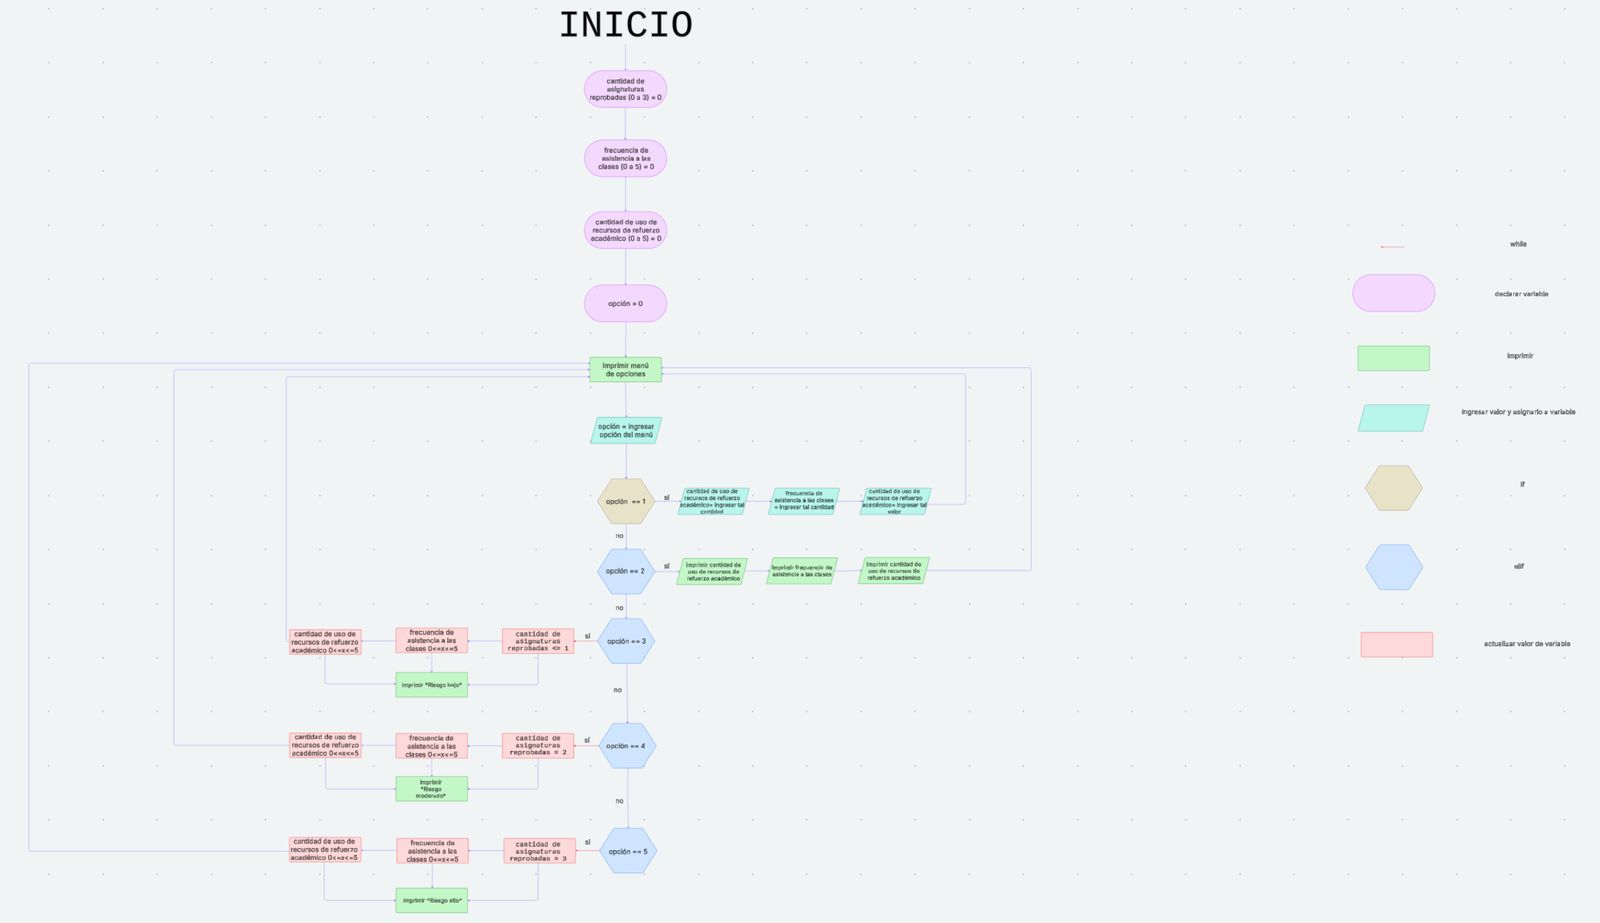 INICIO
cantidad de
asignaturas
reprobadas (0 a 3) = 0
frecuencia de
asistencia a las
clases (0 a 5) = 0
cantidad de uso de
recursos de refuerzo
académico (0 a 5) = 0
opción = 0
Imprimir menú
de opciones
opción = ingresar
opción del menú
opción == 1
sí
cantidad de uso de
recursos de refuerzo
académico= ingresar tal
cantidad
frecuencia de
asistencia a las clases
= ingresar tal cantidad
cantidad de uso de
recursos de refuerzo
académico= ingresar tal
valor
no
opción == 2
sí
imprimir cantidad de
uso de recursos de
refuerzo académico
imprimir frecuencia de
asistencia a las clases
imprimir cantidad de
uso de recursos de
refuerzo académico
no
opción == 3
sí
cantidad de
asignaturas
reprobadas <= 1
frecuencia de
asistencia a las
clases 0<=x<=5
cantidad de uso de
recursos de refuerzo
académico 0<=x<=5
imprimir "Riesgo bajo"
no
opción == 4
sí
cantidad de
asignaturas
reprobadas = 2
frecuencia de
asistencia a las
clases 0<=x<=5
cantidad de uso de
recursos de refuerzo
académico 0<=x<=5
imprimir
"Riesgo
moderado"
no
opción == 5
sí
cantidad de
asignaturas
reprobadas = 3
frecuencia de
asistencia a las
clases 0<=x<=5
cantidad de uso de
recursos de refuerzo
académico 0<=x<=5
imprimir "Riesgo alto"
while
declarar variable
imprimir
ingresar valor y asignarlo a variable
if
elif
actualizar valor de variable